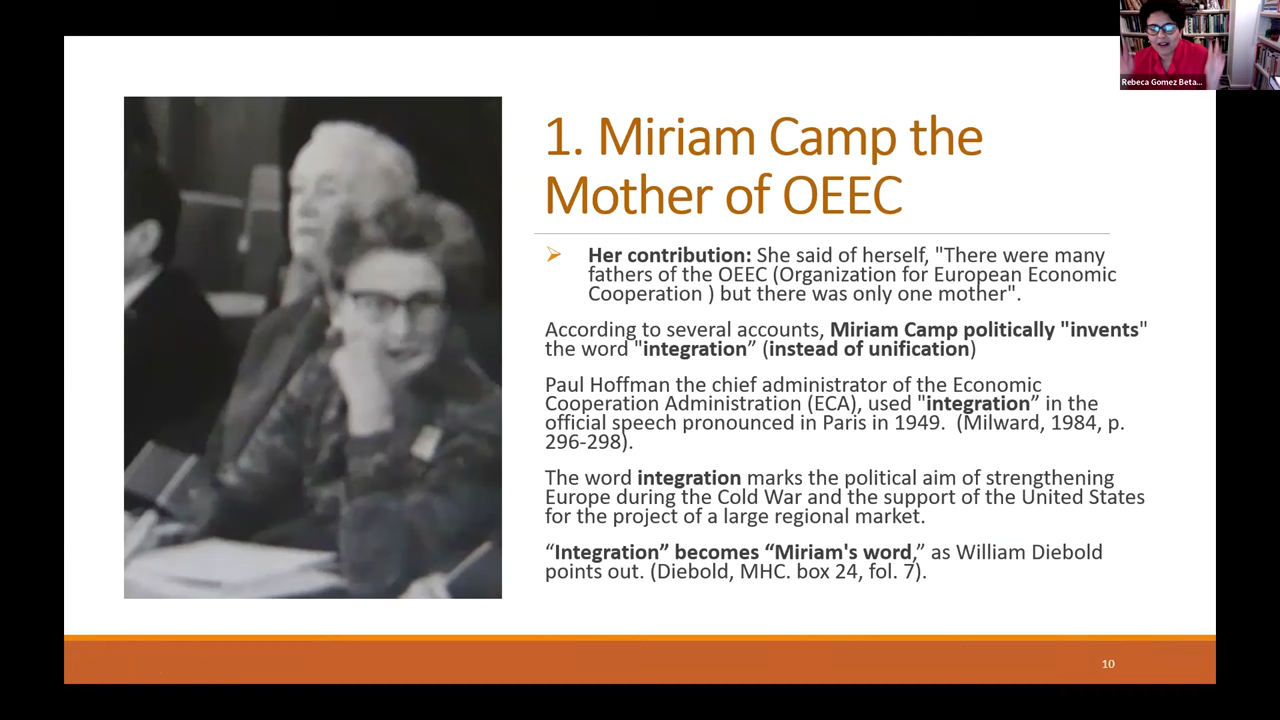 Rebeca Gomez Beta...
1. Miriam Camp the
Mother of OEEC
Her contribution: She said of herself, "There were many
fathers of the OEEC (Organization for European Economic
Cooperation ) but there was only one mother".
According to several accounts, Miriam Camp politically "invents"
the word "integration” (instead of unification)
Paul Hoffman the chief administrator of the Economic
Cooperation Administration (ECA), used "integration” in the
official speech pronounced in Paris in 1949. (Milward, 1984, p.
296-298).
The word integration marks the political aim of strengthening
Europe during the Cold War and the support of the United States
for the project of a large regional market.
“Integration” becomes “Miriam's word,” as William Diebold
points out. (Diebold, MHC. box 24, fol. 7).
10